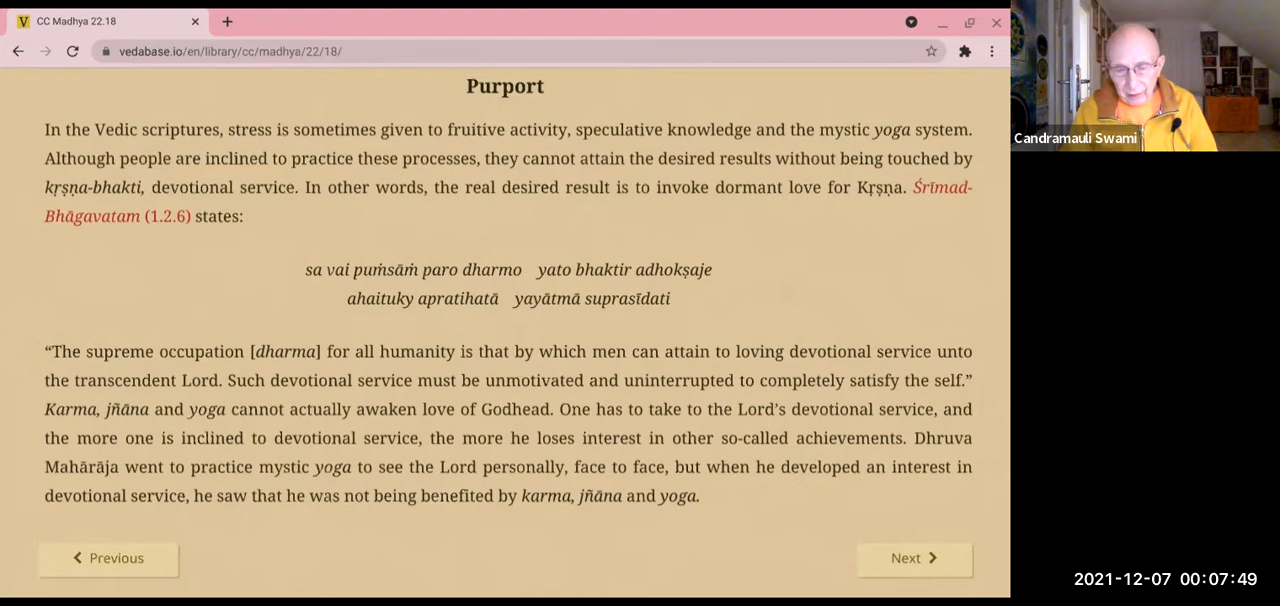 CC Madhya 22.18
vedabase.io/en/library/cc/madhya/22/18/
Purport
In the Vedic scriptures, stress is sometimes given to fruitive activity, speculative knowledge and the mystic yoga system.
Although people are inclined to practice these processes, they cannot attain the desired results without being touched by
kṛṣṇa-bhakti, devotional service. In other words, the real desired result is to invoke dormant love for Kṛṣṇa. Śrīmad-
Bhāgavatam (1.2.6) states:
sa vai puṁsāṁ paro dharmo yato bhaktir adhokṣaje
ahaituky apratihatā yayātmā suprasīdati
“The supreme occupation [dharma] for all humanity is that by which men can attain to loving devotional service unto
the transcendent Lord. Such devotional service must be unmotivated and uninterrupted to completely satisfy the self.”
Karma, jñāna and yoga cannot actually awaken love of Godhead. One has to take to the Lord’s devotional service, and
the more one is inclined to devotional service, the more he loses interest in other so-called achievements. Dhruva
Mahārāja went to practice mystic yoga to see the Lord personally, face to face, but when he developed an interest in
devotional service, he saw that he was not being benefited by karma, jñāna and yoga.
Previous
Next
Candramauli Swami
2021-12-07 00:07:49